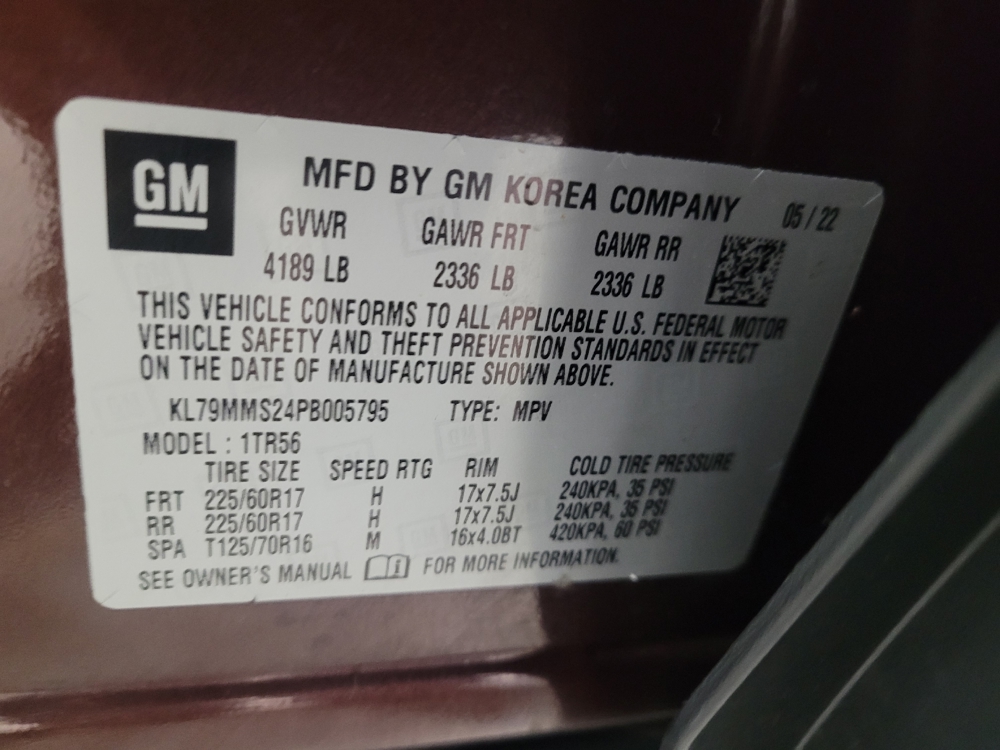 GM
MFD BY GM KOREA COMPANY 05 / 22
GVWR GAWR FRT GAWR RR
4189 LB 2336 LB 2336 LB
THIS VEHICLE CONFORMS TO ALL APPLICABLE U.S. FEDERAL MOTOR
VEHICLE SAFETY AND THEFT PREVENTION STANDARDS IN EFFECT
ON THE DATE OF MANUFACTURE SHOWN ABOVE.
KL79MMS24PB005795 TYPE: MPV
MODEL : 1TR56
TIRE SIZE SPEED RTG RIM COLD TIRE PRESSURE
FRT 225/60R17 H 17x7.5J 240KPA, 35 PSI
RR 225/60R17 H 17x7.5J 240KPA, 35 PSI
SPA T125/70R16 M 16x4.0BT 420KPA, 60 PSI
SEE OWNER'S MANUAL i FOR MORE INFORMATION.